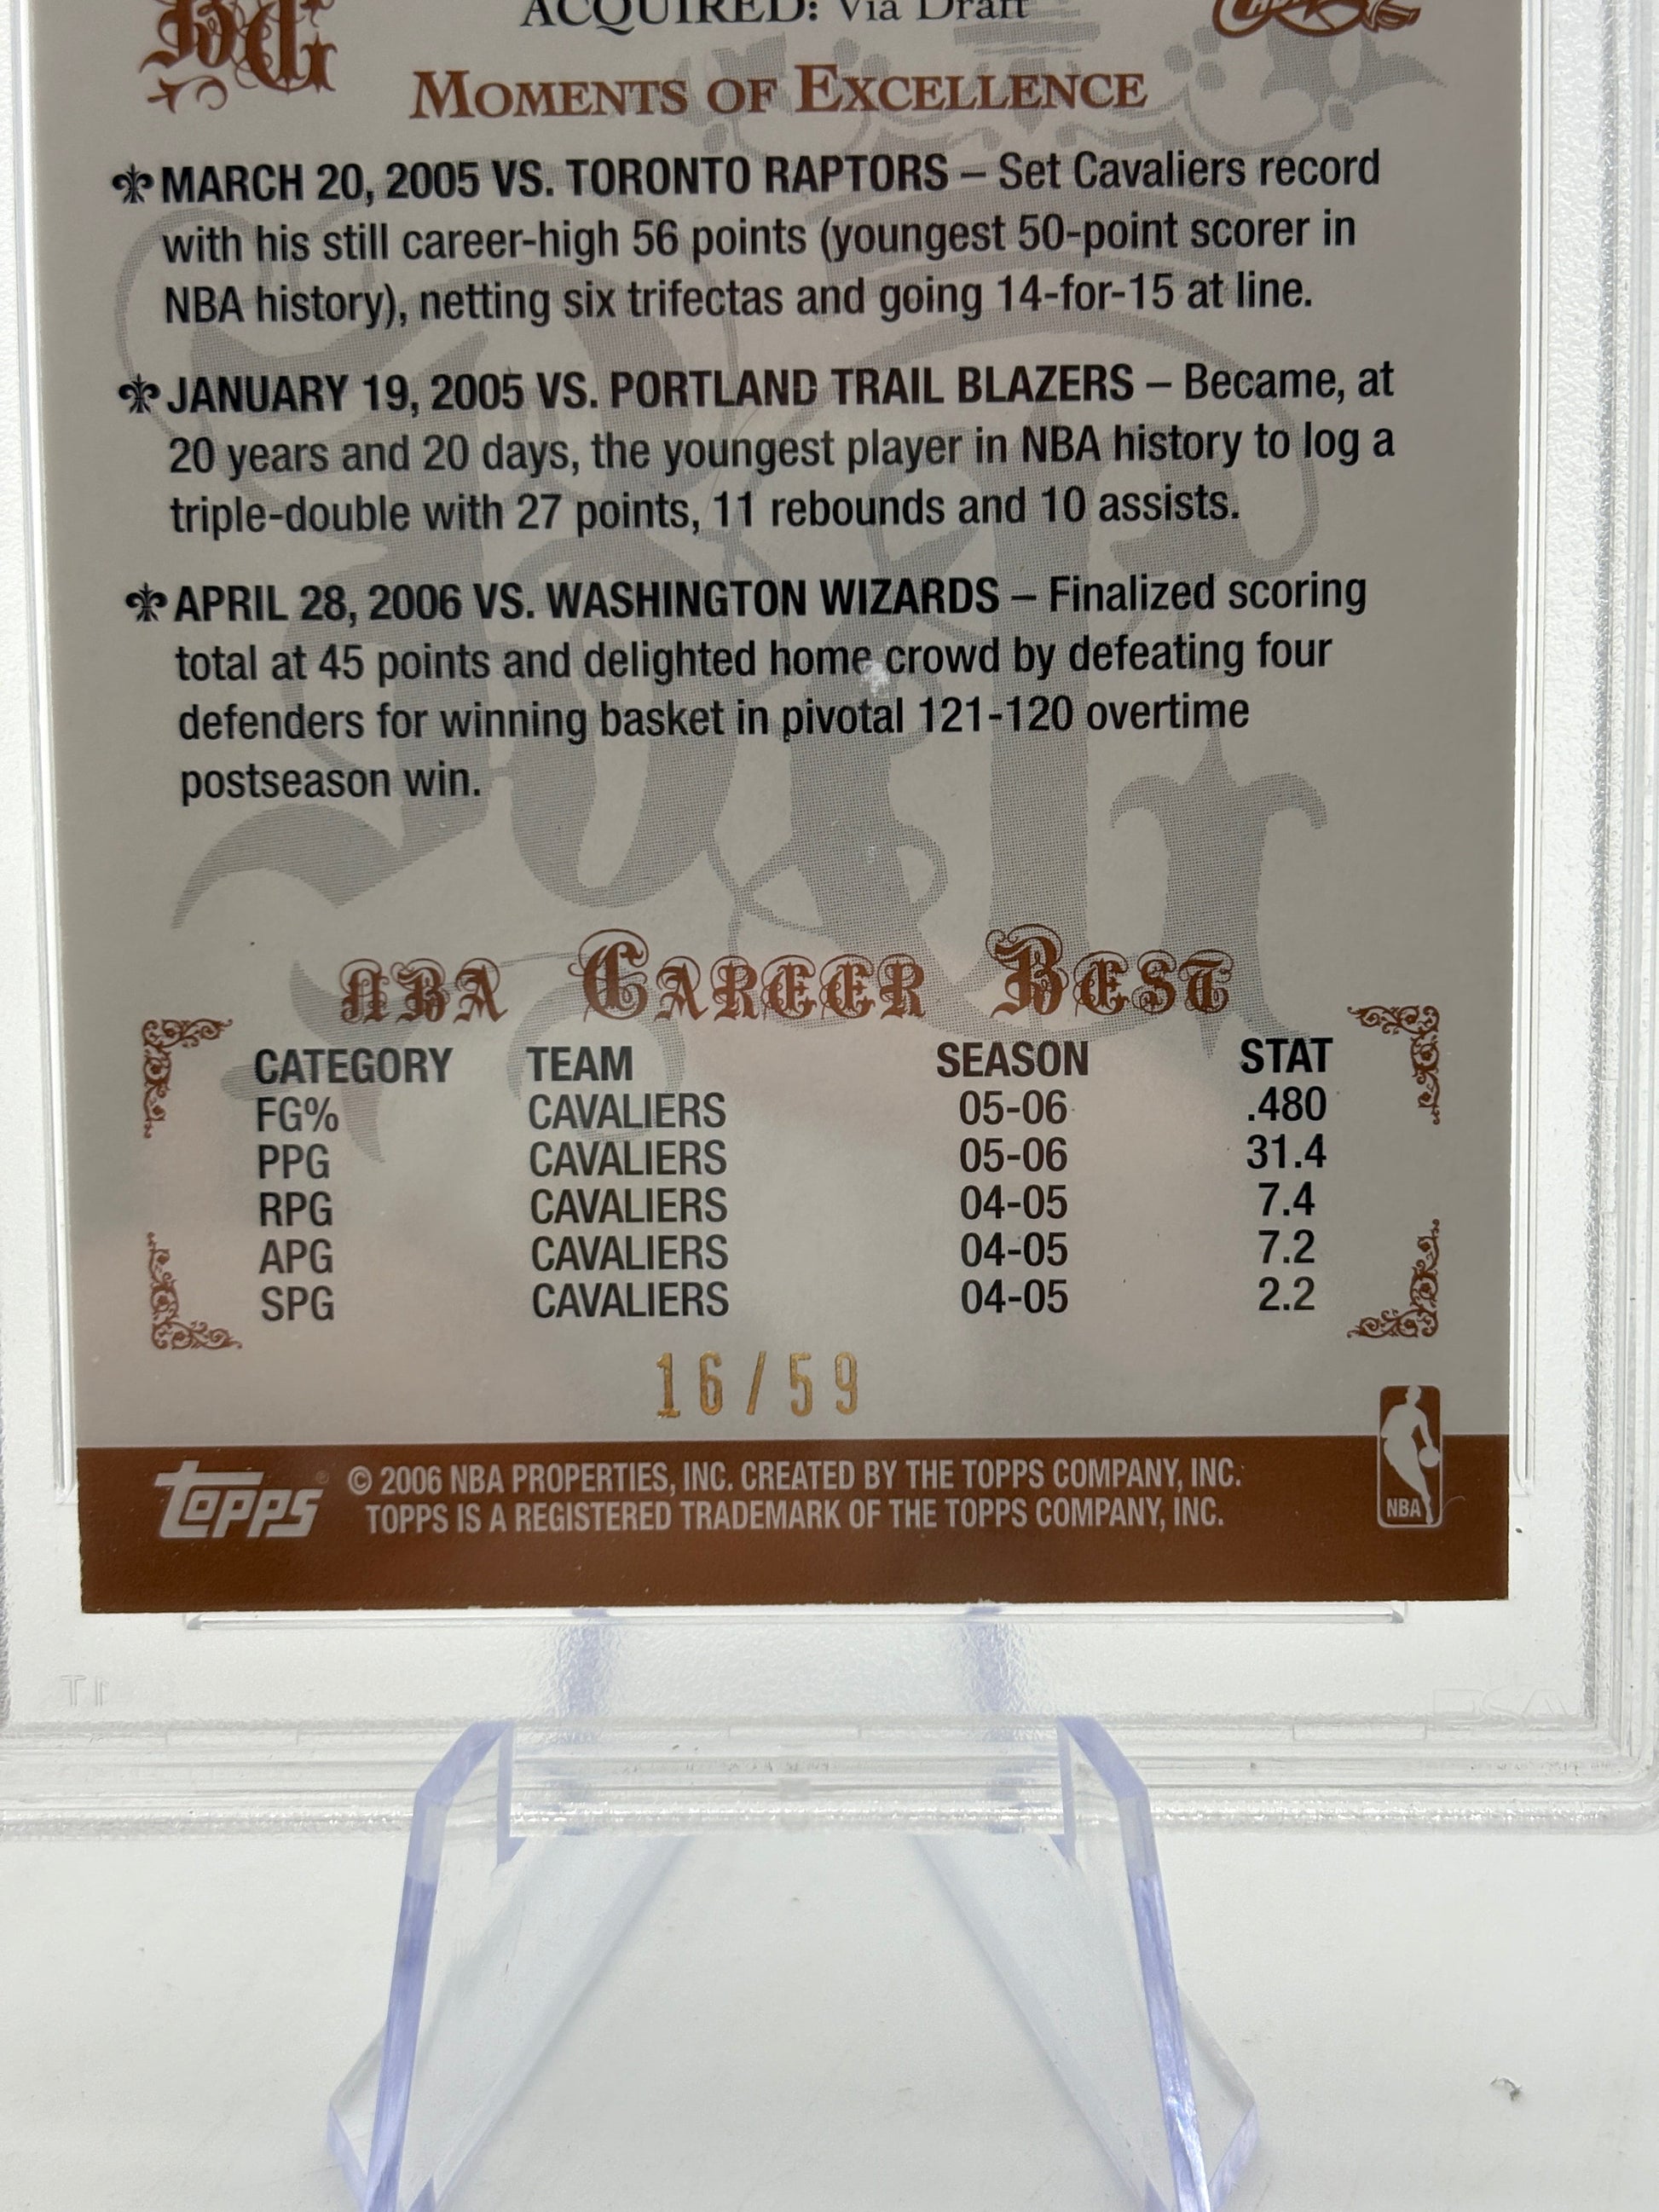 ACQUIRED: Via Draft
MOMENTS OF EXCELLENCE
MARCH 20, 2005 VS. TORONTO RAPTORS – Set Cavaliers record
with his still career-high 56 points (youngest 50-point scorer in
NBA history), netting six trifectas and going 14-for-15 at line.
JANUARY 19, 2005 VS. PORTLAND TRAIL BLAZERS – Became, at
20 years and 20 days, the youngest player in NBA history to log a
triple-double with 27 points, 11 rebounds and 10 assists.
APRIL 28, 2006 VS. WASHINGTON WIZARDS – Finalized scoring
total at 45 points and delighted home crowd by defeating four
defenders for winning basket in pivotal 121-120 overtime
postseason win.
NBA CAREER BEST
CATEGORY TEAM SEASON STAT
FG% CAVALIERS 05-06 .480
PPG CAVALIERS 05-06 31.4
RPG CAVALIERS 04-05 7.4
APG CAVALIERS 04-05 7.2
SPG CAVALIERS 04-05 2.2
16/59
topps ® © 2006 NBA PROPERTIES, INC. CREATED BY THE TOPPS COMPANY, INC.
TOPPS IS A REGISTERED TRADEMARK OF THE TOPPS COMPANY, INC.
NBA